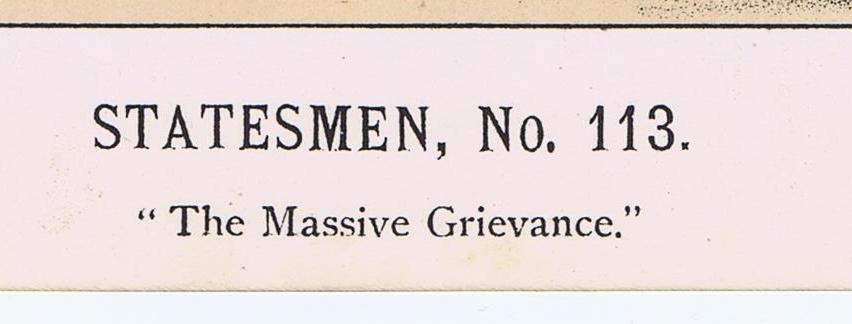 STATESMEN, No. 113.
“ The Massive Grievance.”